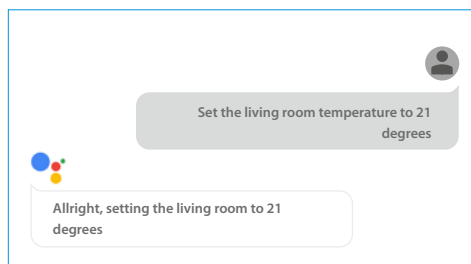 Set the living room temperature to 21
degrees
Allright, setting the living room to 21
degrees